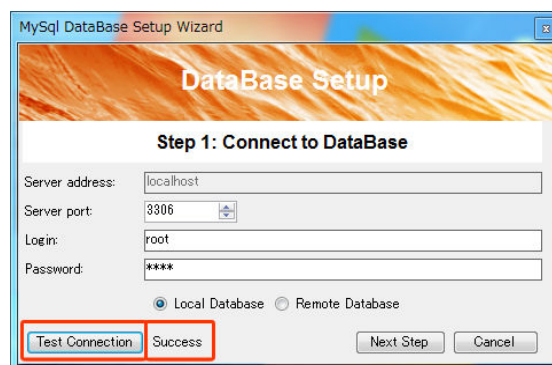 MySql DataBase Setup Wizard
DataBase Setup
Step 1: Connect to DataBase
Server address: localhost
Server port: 3306
Login: root
Password: ****
Local Database Remote Database
Test Connection Success Next Step Cancel